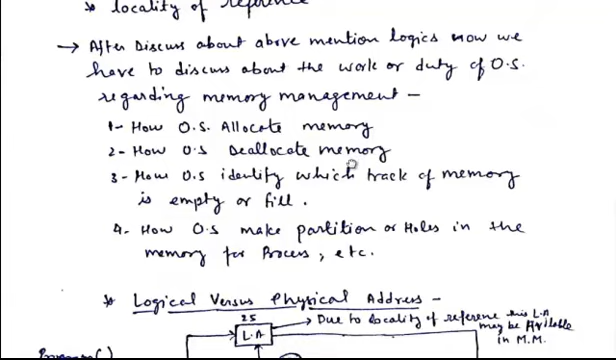 * locality of reference
→ After Discuss about above mention logics now we
have to discuss about the work or duty of O.S.
regarding memory management -
1- How O.S. Allocate memory
2- How O.S Deallocate memory
3- How O.S identify which track of memory
is empty or fill.
4. How O.S make partition or Holes in the
memory for Process, etc.
* Logical Versus Physical Address -
25
L.A → Due to locality of reference this L.A
may be Available
in M.M.